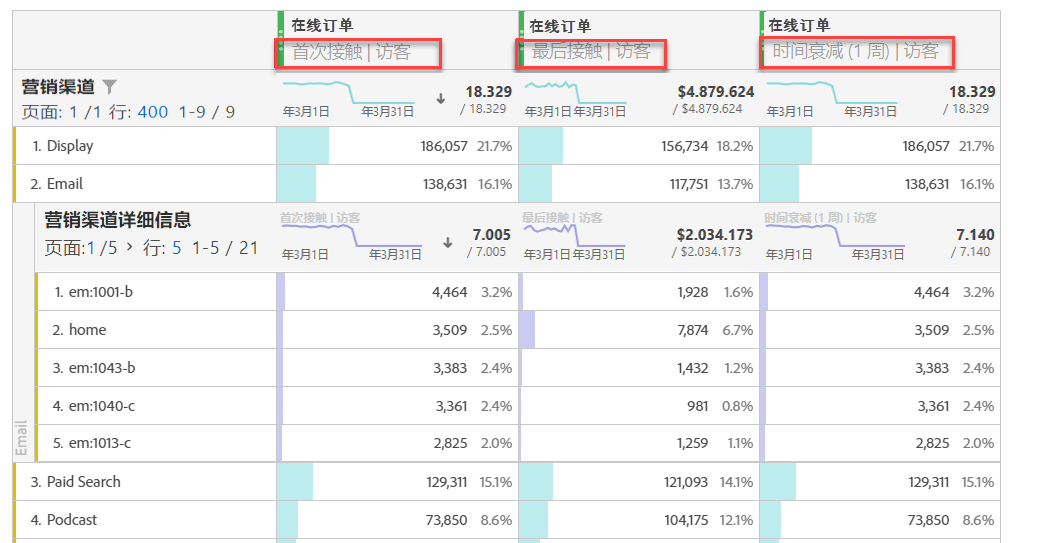 在线订单 在线订单 在线订单
首次接触 | 访客 最后接触 | 访客 时间衰减 (1 周) | 访客
营销渠道 18.329 $4.879.624 18.329
页面: 1 /1 行: 400 1-9 / 9 年3月1日 年3月31日 / 18.329 年3月1日 年3月31日 / $4.879.624 年3月1日 年3月31日 / 18.329
1. Display 186,057 21.7% 156,734 18.2% 186,057 21.7%
2. Email 138,631 16.1% 117,751 13.7% 138,631 16.1%
营销渠道详细信息 首次接触 | 访客 7.005 最后接触 | 访客 $2.034.173 时间衰减 (1 周) | 访客 7.140
页面:1 /5 > 行: 5 1-5 / 21 年3月1日 年3月31日 / 7.005 年3月1日 年3月31日 / $2.034.173 年3月1日 年3月31日 / 7.140
1. em:1001-b 4,464 3.2% 1,928 1.6% 4,464 3.2%
2. home 3,509 2.5% 7,874 6.7% 3,509 2.5%
3. em:1043-b 3,383 2.4% 1,432 1.2% 3,383 2.4%
4. em:1040-c 3,361 2.4% 981 0.8% 3,361 2.4%
5. em:1013-c 2,825 2.0% 1,259 1.1% 2,825 2.0%
Email
3. Paid Search 129,311 15.1% 121,093 14.1% 129,311 15.1%
4. Podcast 73,850 8.6% 104,175 12.1% 73,850 8.6%